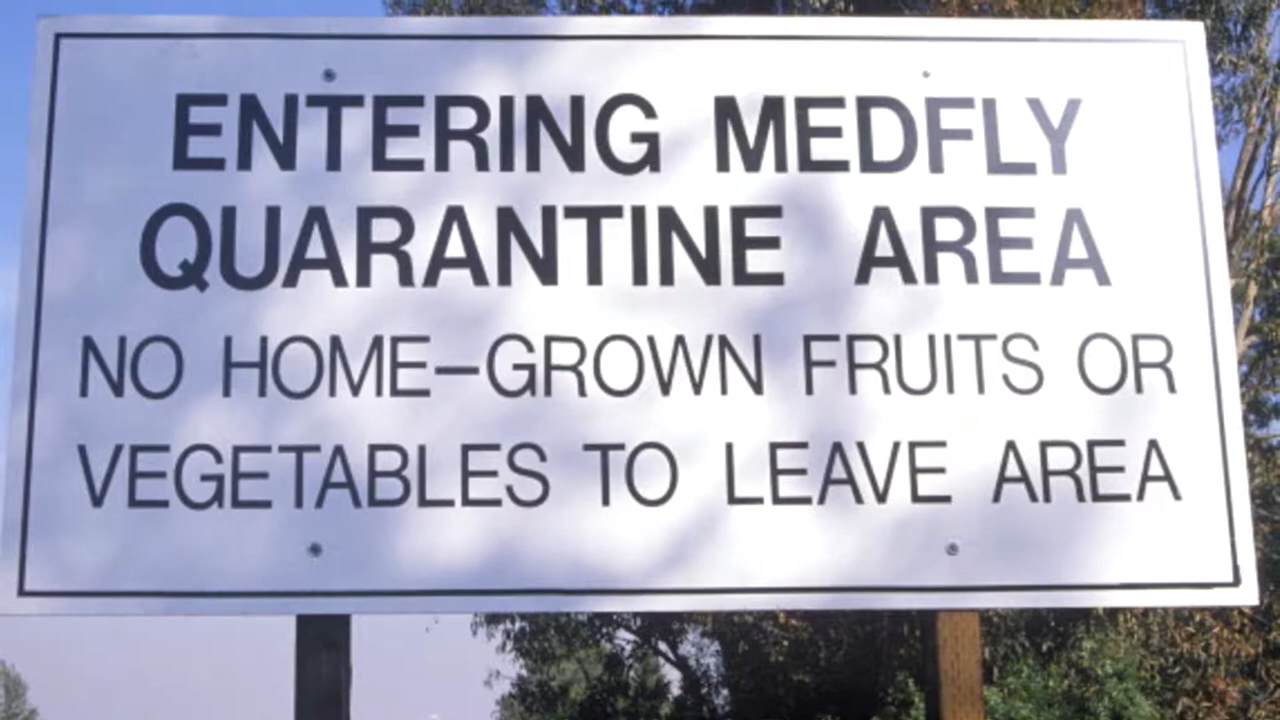 ENTERING MEDFLY
QUARANTINE AREA
NO HOME-GROWN FRUITS OR
VEGETABLES TO LEAVE AREA